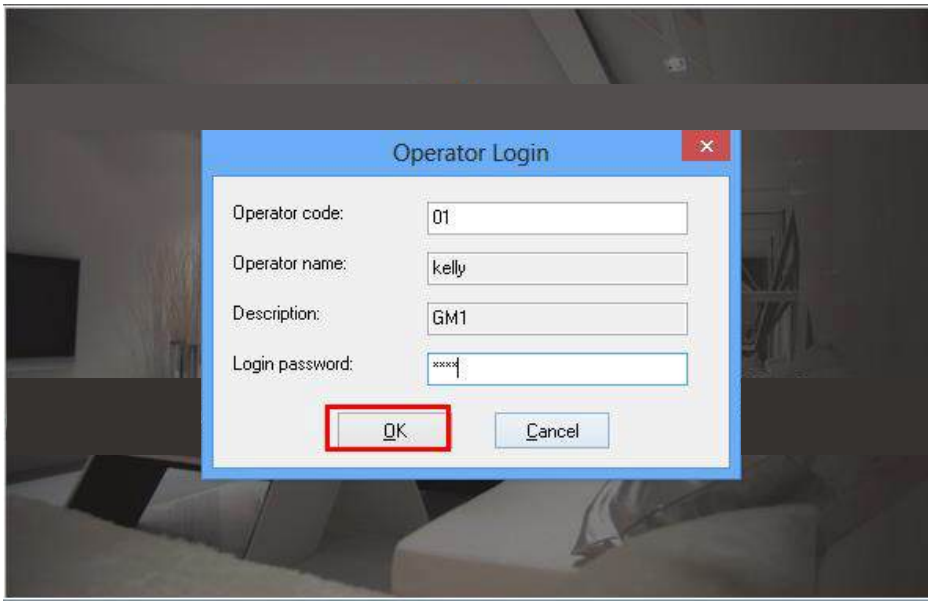 Operator Login
Operator code: 01
Operator name: kelly
Description: GM1
Login password: ****
OK Cancel